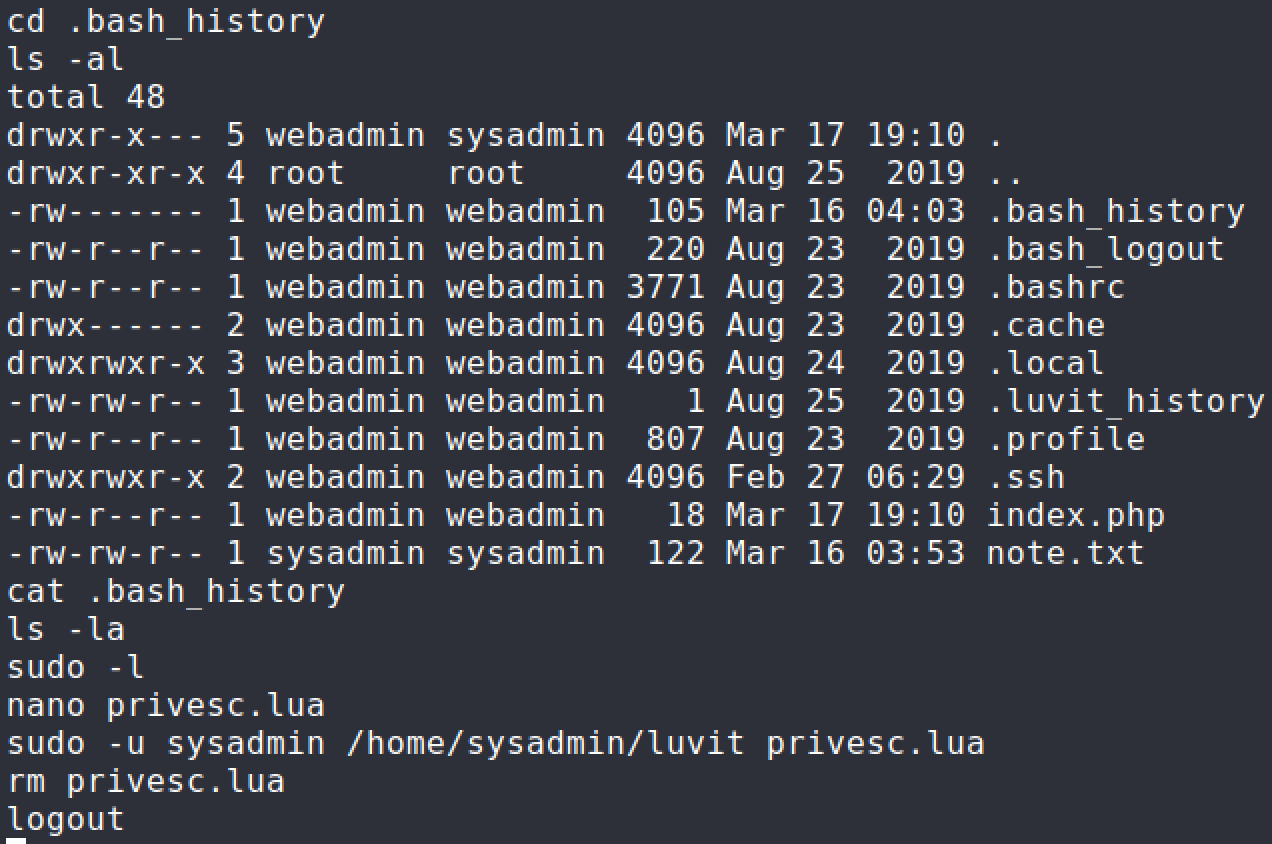 cd .bash_history
ls -al
total 48
drwxr-x--- 5 webadmin sysadmin 4096 Mar 17 19:10 .
drwxr-xr-x 4 root     root     4096 Aug 25  2019 ..
-rw------- 1 webadmin webadmin  105 Mar 16 04:03 .bash_history
-rw-r--r-- 1 webadmin webadmin  220 Aug 23  2019 .bash_logout
-rw-r--r-- 1 webadmin webadmin 3771 Aug 23  2019 .bashrc
drwx------ 2 webadmin webadmin 4096 Aug 23  2019 .cache
drwxrwxr-x 3 webadmin webadmin 4096 Aug 24  2019 .local
-rw-rw-r-- 1 webadmin webadmin    1 Aug 25  2019 .luvit_history
-rw-r--r-- 1 webadmin webadmin  807 Aug 23  2019 .profile
drwxrwxr-x 2 webadmin webadmin 4096 Feb 27 06:29 .ssh
-rw-r--r-- 1 webadmin webadmin   18 Mar 17 19:10 index.php
-rw-rw-r-- 1 sysadmin sysadmin  122 Mar 16 03:53 note.txt
cat .bash_history
ls -la
sudo -l
nano privesc.lua
sudo -u sysadmin /home/sysadmin/luvit privesc.lua
rm privesc.lua
logout